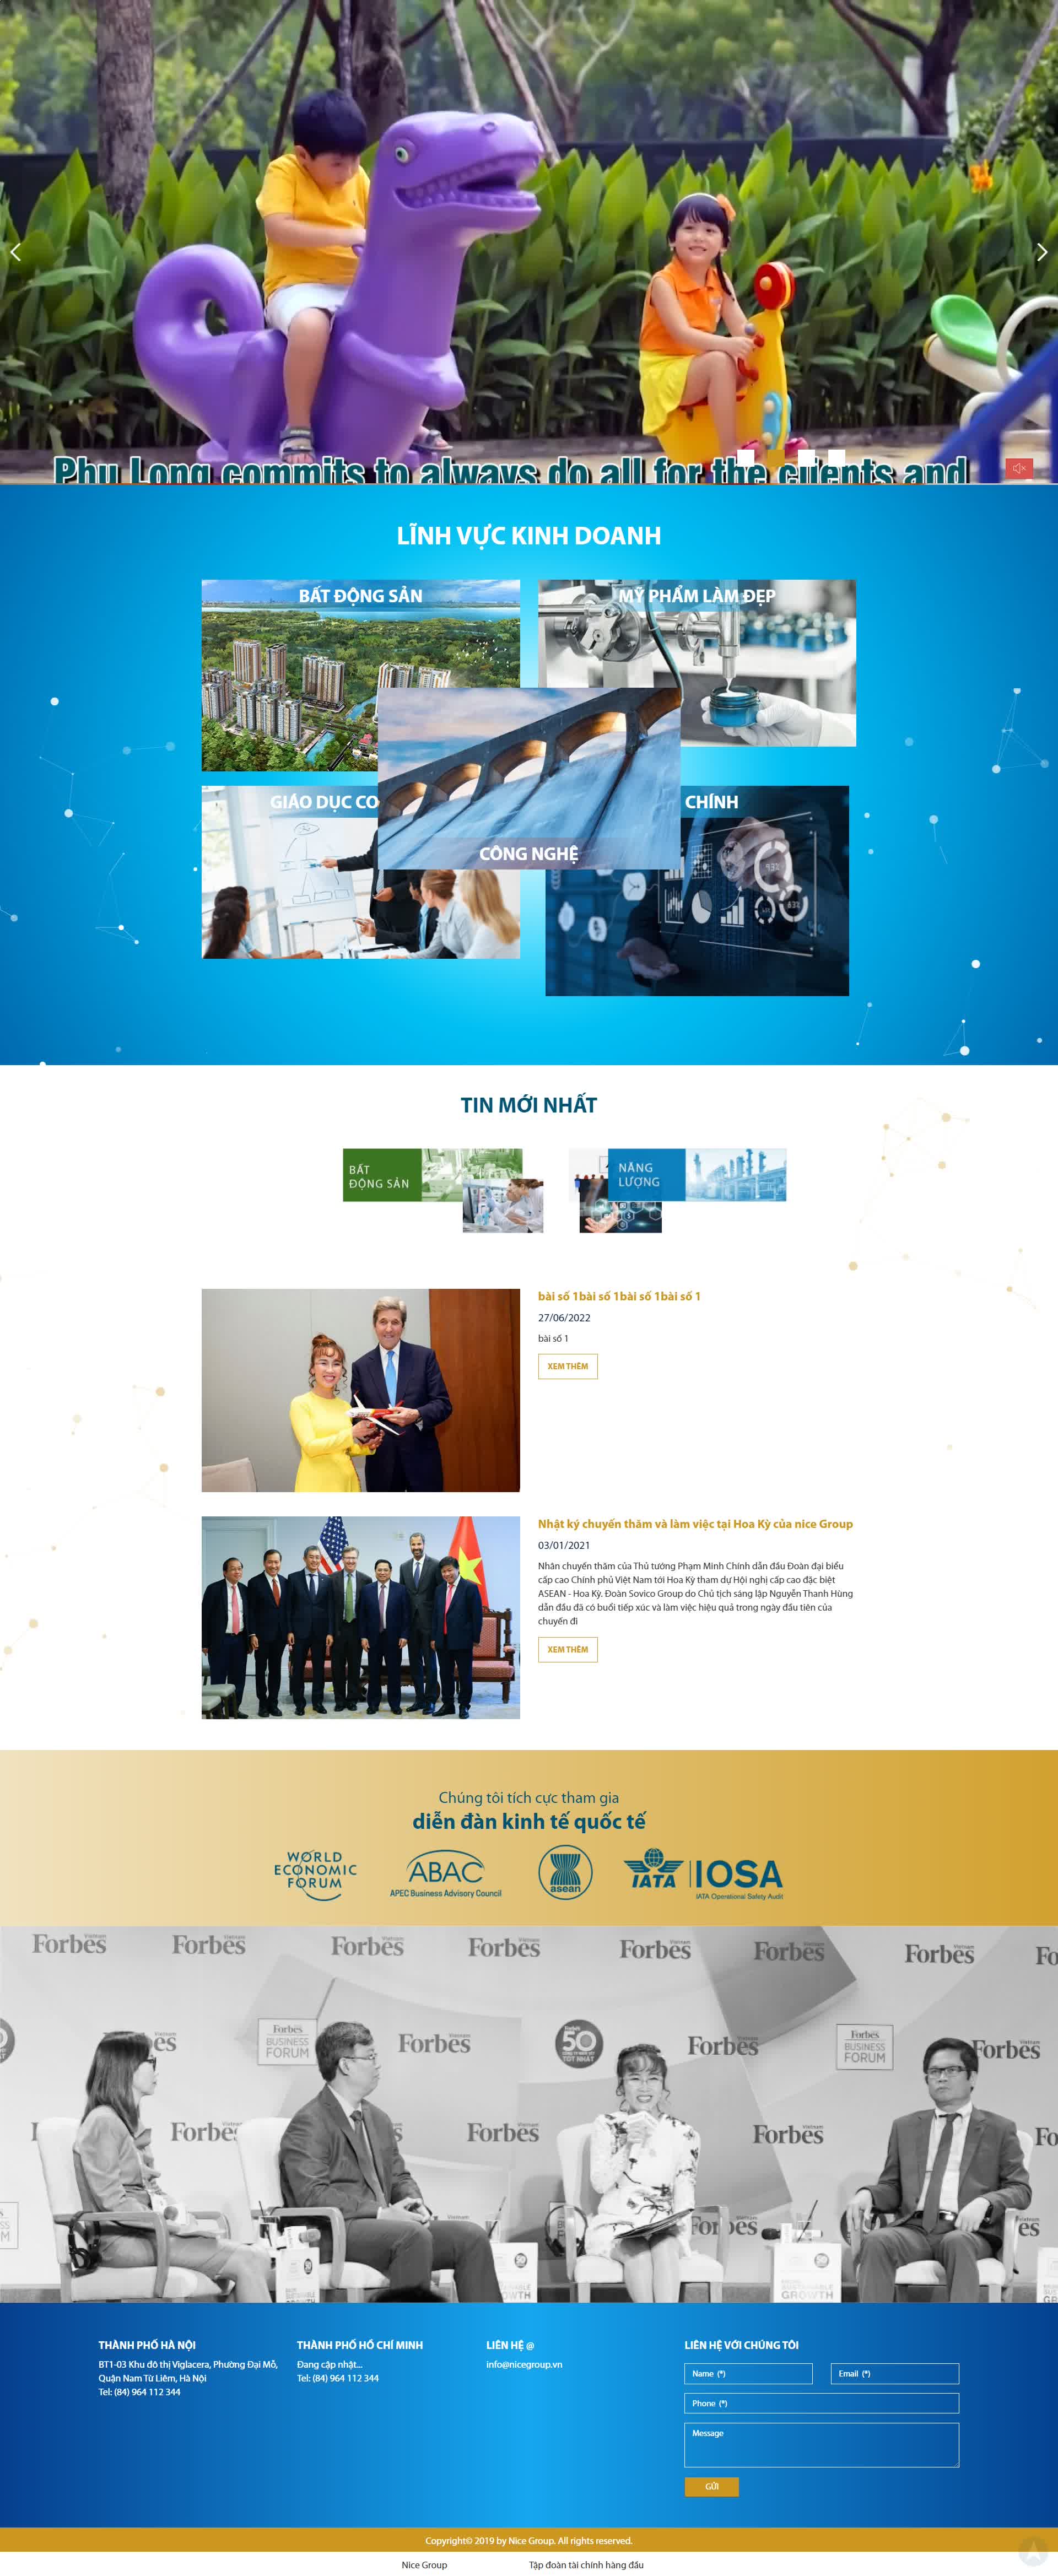 Phu Long commits to always do all for the clients and
LĨNH VỰC KINH DOANH
BẤT ĐỘNG SẢN
MỸ PHẨM LÀM ĐẸP
GIÁO DỤC CO
CHÍNH
CÔNG NGHỆ
TIN MỚI NHẤT
BẤT
ĐỘNG SẢN
NĂNG
LƯỢNG
bài số 1bài số 1bài số 1bài số 1
27/06/2022
bài số 1
XEM THÊM
Nhật ký chuyến thăm và làm việc tại Hoa Kỳ của nice Group
03/01/2021
Nhân chuyến thăm của Thủ tướng Phạm Minh Chính dẫn đầu Đoàn đại biểu
cấp cao Chính phủ Việt Nam tới Hoa Kỳ tham dự Hội nghị cấp cao đặc biệt
ASEAN - Hoa Kỳ. Đoàn Sovico Group do Chủ tịch sáng lập Nguyễn Thanh Hùng
dẫn đầu đã có buổi tiếp xúc và làm việc hiệu quả trong ngày đầu tiên của
chuyến đi
XEM THÊM
Chúng tôi tích cực tham gia
diễn đàn kinh tế quốc tế
WORLD
ECONOMIC
FORUM
ABAC
APEC Business Advisory Council
asean
IATA
IOSA
IATA Operational Safety Audit
Forbes Forbes Forbes Forbes Forbes Forbes Forbes Fo
Forbes
BUSINESS
FORUM
Forbes
50
TỐT NHẤT
Forbes
Forbes
BUSINESS
FORUM
Forbes
Forbes Forbes Forbes
Forbes
GROWTH
THÀNH PHỐ HÀ NỘI
BT1-03 Khu đô thị Viglacera, Phường Đại Mỗ,
Quận Nam Từ Liêm, Hà Nội
Tel: (84) 964 112 344
THÀNH PHỐ HỒ CHÍ MINH
Đang cập nhật...
Tel: (84) 964 112 344
LIÊN HỆ @
info@nicegroup.vn
LIÊN HỆ VỚI CHÚNG TÔI
Name (*)
Email (*)
Phone (*)
Message
GỬI
Copyright© 2019 by Nice Group. All rights reserved.
Nice Group
Tập đoàn tài chính hàng đầu